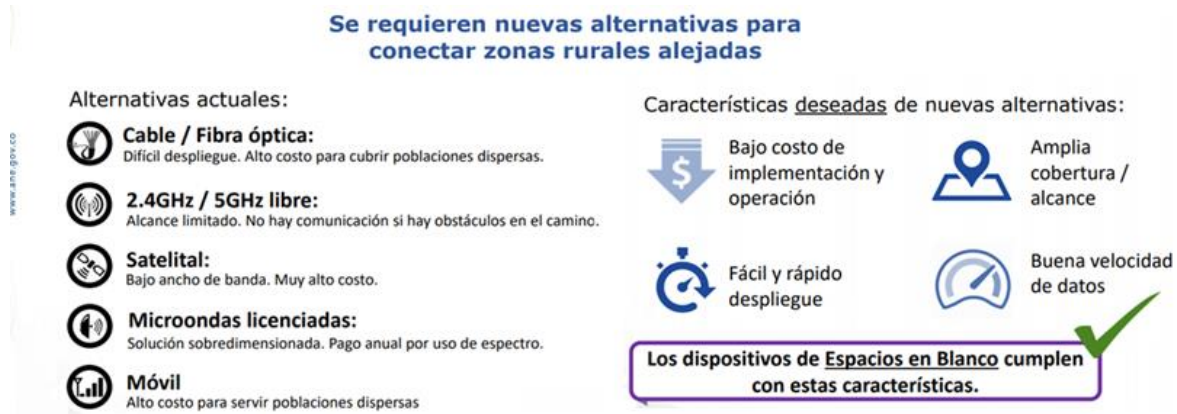 Se requieren nuevas alternativas para
conectar zonas rurales alejadas
www.ane.gov.co
Alternativas actuales:
Cable / Fibra óptica:
Difícil despliegue. Alto costo para cubrir poblaciones dispersas.
2.4GHz / 5GHz libre:
Alcance limitado. No hay comunicación si hay obstáculos en el camino.
Satelital:
Bajo ancho de banda. Muy alto costo.
Microondas licenciadas:
Solución sobredimensionada. Pago anual por uso de espectro.
Móvil
Alto costo para servir poblaciones dispersas
Características deseadas de nuevas alternativas:
$
Bajo costo de
implementación y
operación
Amplia
cobertura /
alcance
Fácil y rápido
despliegue
Buena velocidad
de datos
Los dispositivos de Espacios en Blanco cumplen
con estas características.